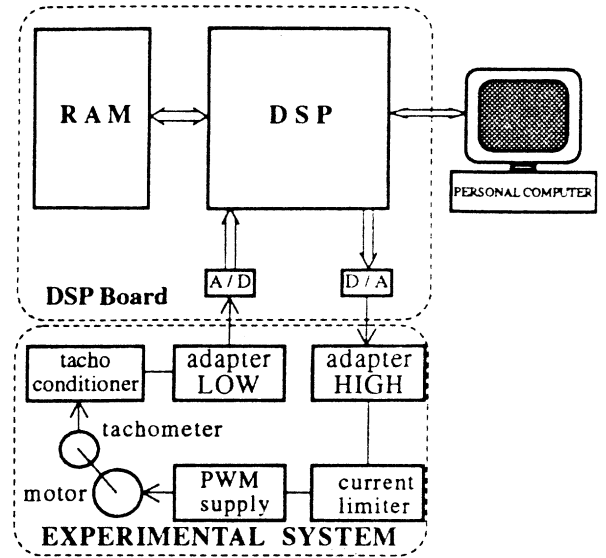 RAM
DSP
PERSONAL COMPUTER
A/D
D/A
DSP Board
tacho
conditioner
adapter
LOW
adapter
HIGH
tachometer
motor
PWM
supply
current
limiter
EXPERIMENTAL SYSTEM